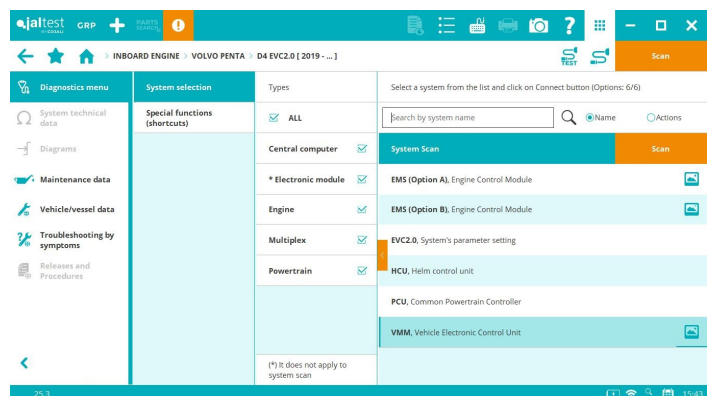 jaltest GRP PARTS SEARCH
BY COJALI
INBOARD ENGINE > VOLVO PENTA > D4 EVC2.0 [ 2019 - ... ]
TEST
Scan
Diagnostics menu
System technical data
Diagrams
Maintenance data
Vehicle/vessel data
Troubleshooting by symptoms
Releases and Procedures
System selection
Special functions (shortcuts)
Types
ALL
Central computer
* Electronic module
Engine
Multiplex
Powertrain
(*) It does not apply to system scan
Select a system from the list and click on Connect button (Options: 6/6)
Search by system name
Name
Actions
System Scan
Scan
EMS (Option A), Engine Control Module
EMS (Option B), Engine Control Module
EVC2.0, System's parameter setting
HCU, Helm control unit
PCU, Common Powertrain Controller
VMM, Vehicle Electronic Control Unit
25.3
15:43